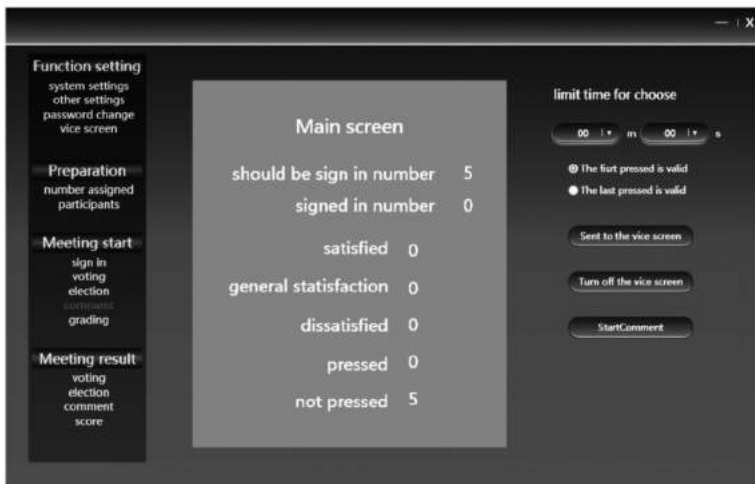 — | X
Function setting
system settings
other settings
password change
vice screen
Preparation
number assigned
participants
Meeting start
sign in
voting
election
comment
grading
Meeting result
voting
election
comment
score
Main screen
should be sign in number 5
signed in number 0
satisfied 0
general statisfaction 0
dissatisfied 0
pressed 0
not pressed 5
limit time for choose
00 m 00 s
The fiurt pressed is valid
The last pressed is valid
Sent to the vice screen
Turn off the vice screen
StartComment